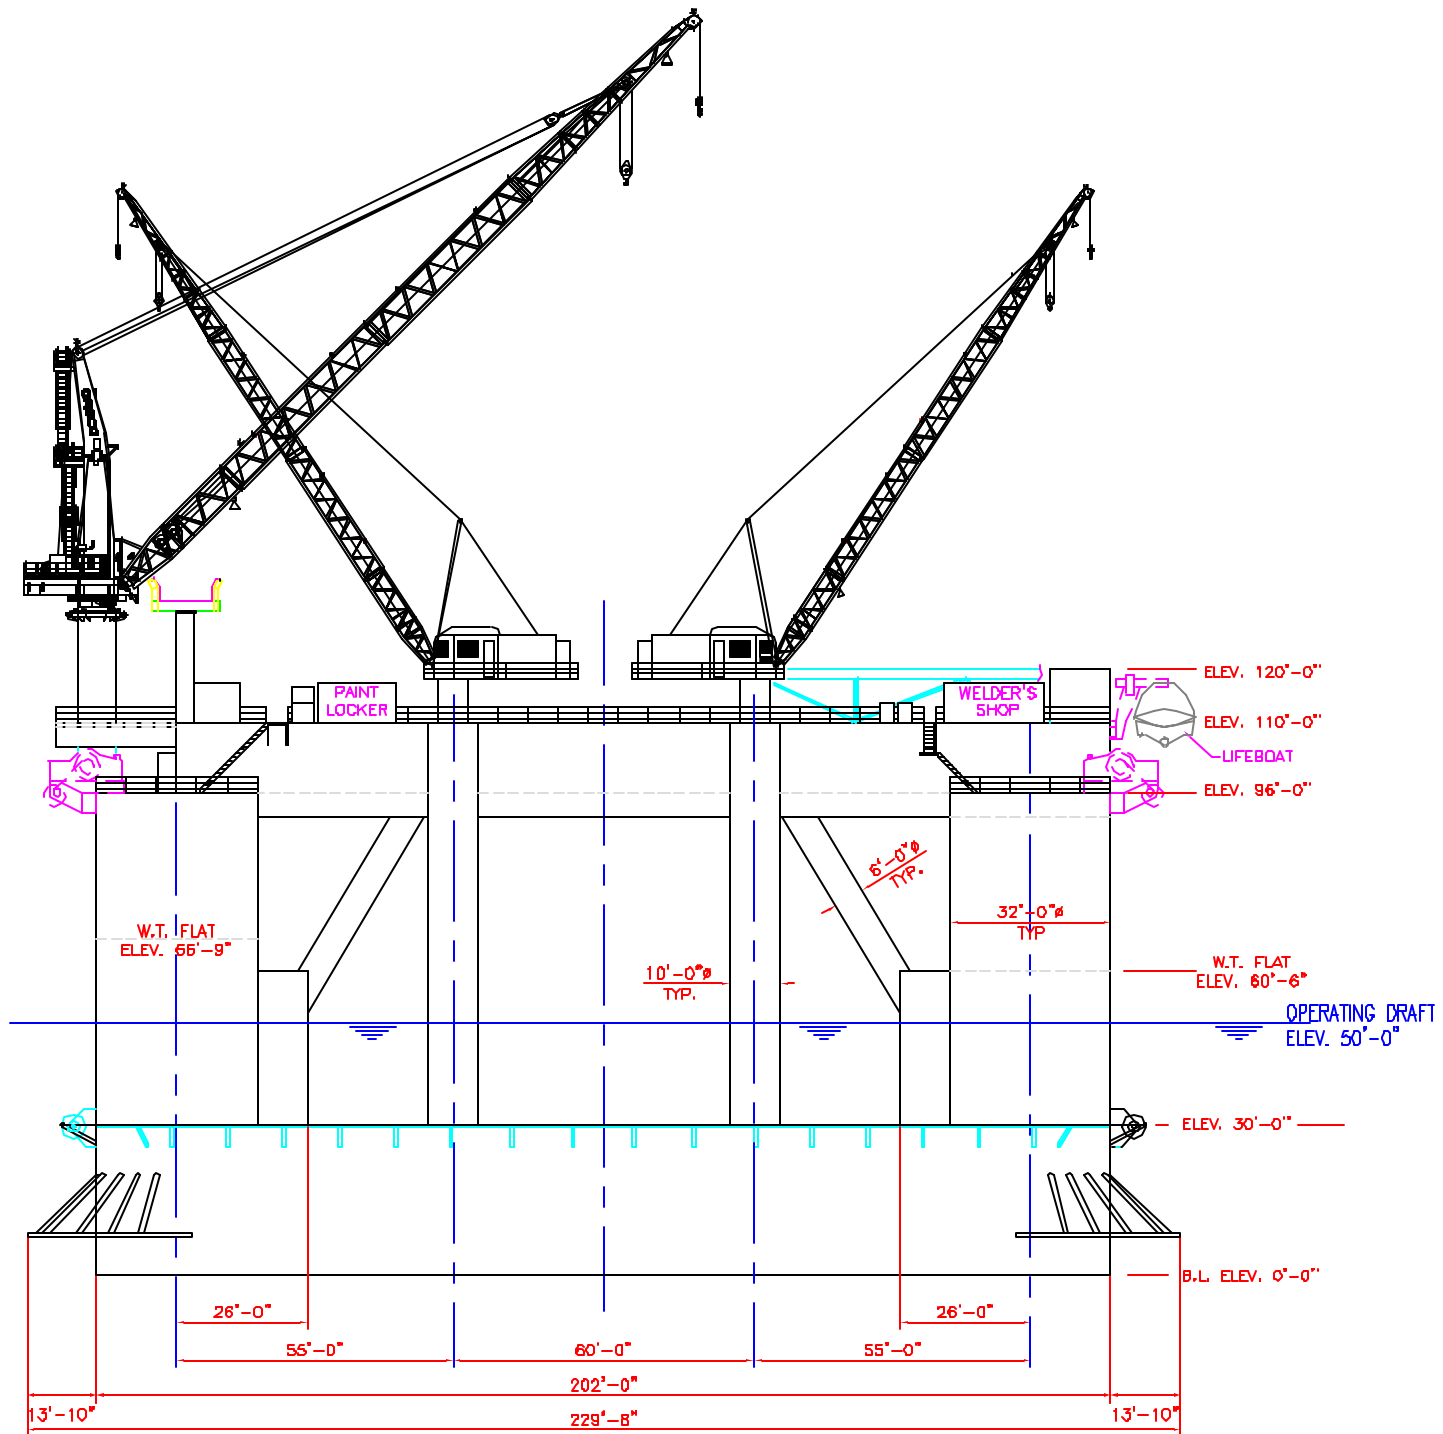 PAINT
LOCKER
WELDER'S
SHOP
ELEV. 120'-0"
ELEV. 110'-0"
LIFEBOAT
ELEV. 96'-0"
6'-0"Ø
TYP.
32'-0"Ø
TYP
W.T. FLAT
ELEV. 66'-9"
10'-0"Ø
TYP.
W.T. FLAT
ELEV. 60'-6"
OPERATING DRAFT
ELEV. 50'-0"
ELEV. 30'-0"
B.L. ELEV. 0'-0"
26'-0"
26'-0"
55'-0"
60'-0"
55'-0"
202'-0"
13'-10"
13'-10"
229'-8"